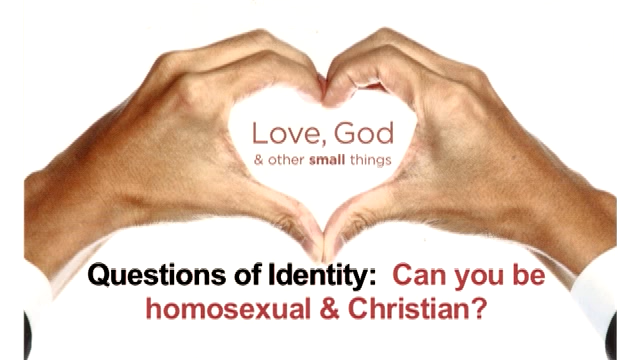 Love, God
& other small things
Questions of Identity: Can you be
homosexual & Christian?